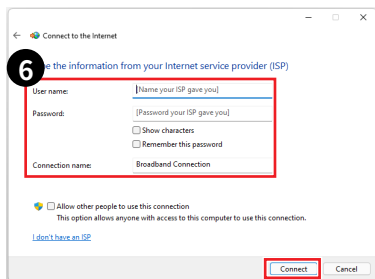 Connect to the Internet
6
e the information from your Internet service provider (ISP)
User name: [Name your ISP gave you]
Password: [Password your ISP gave you]
Show characters
Remember this password
Connection name: Broadband Connection
Allow other people to use this connection
This option allows anyone with access to this computer to use this connection.
I don't have an ISP
Connect Cancel